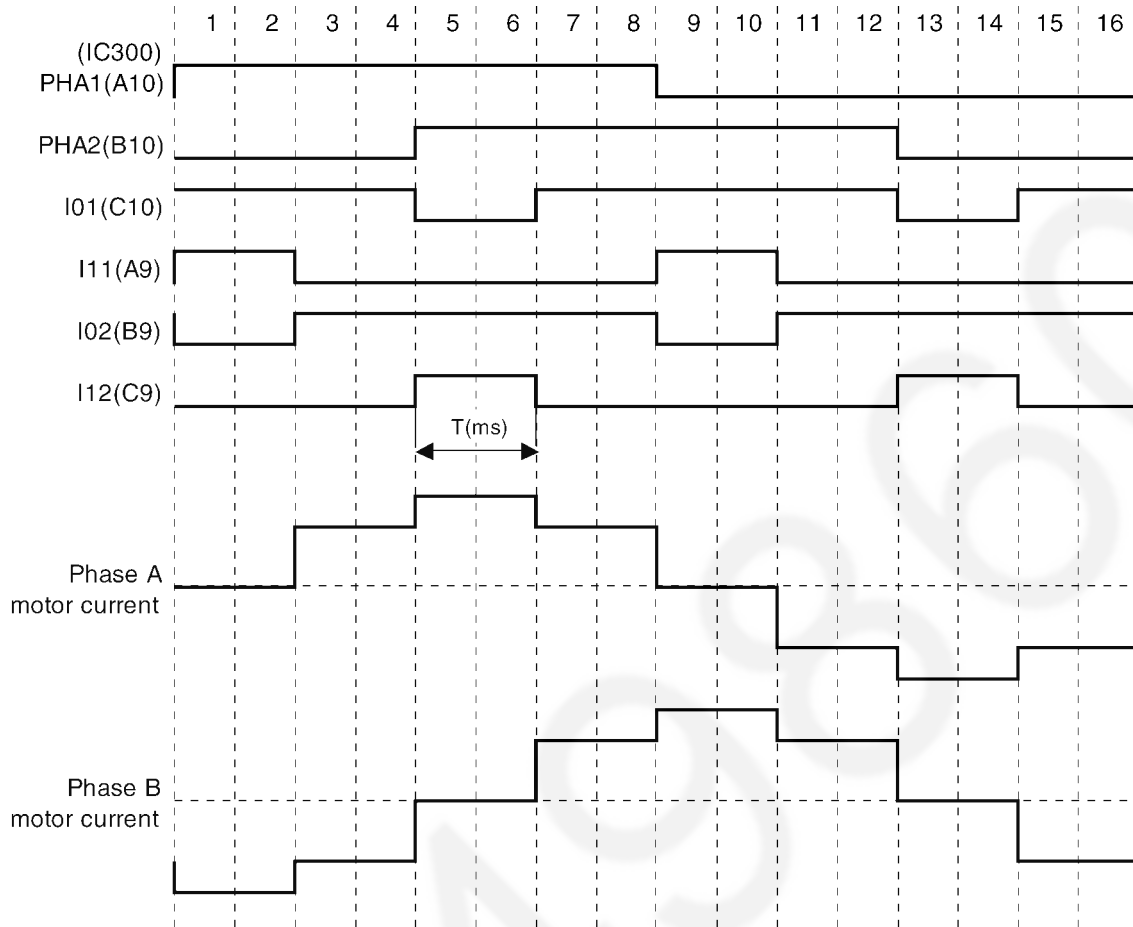 1 2 3 4 5 6 7 8 9 10 11 12 13 14 15 16
(IC300)
PHA1(A10)
PHA2(B10)
I01(C10)
I11(A9)
I02(B9)
I12(C9)
T(ms)
Phase A
motor current
Phase B
motor current